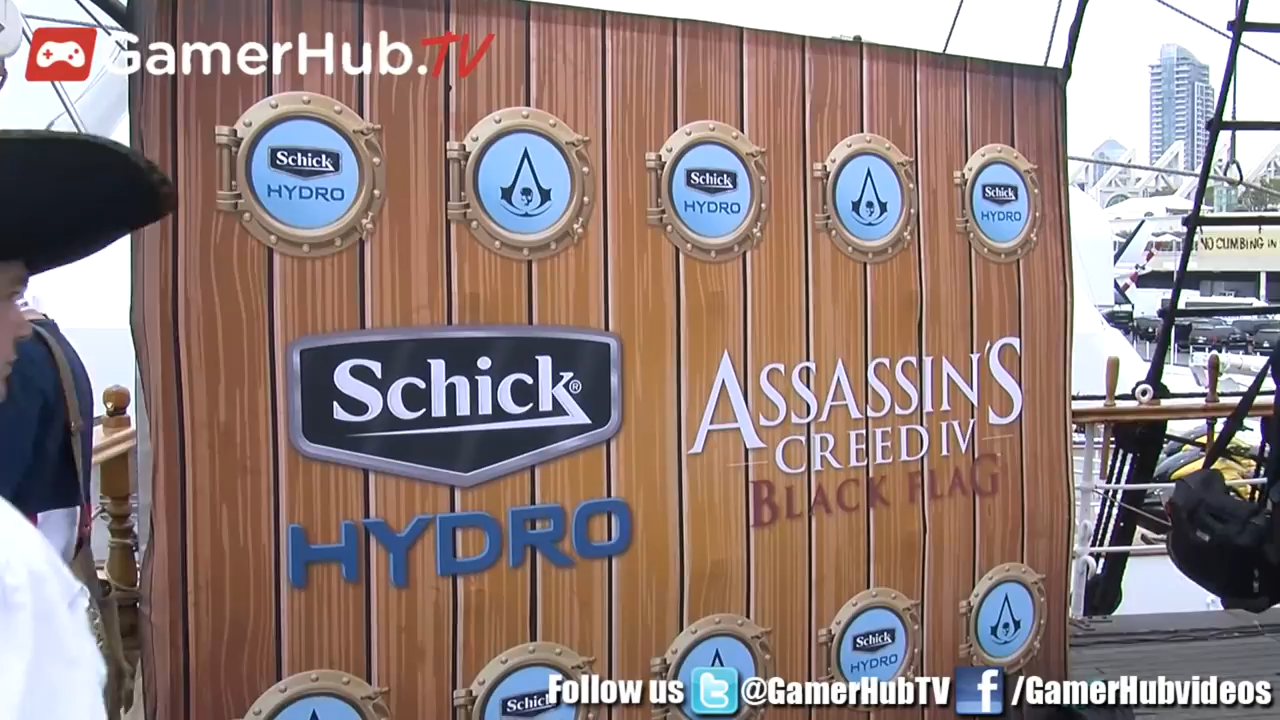 GamerHub.TV
Schick
HYDRO
Schick
HYDRO
Schick
HYDRO
NO CLIMBING IN
Schick
HYDRO
ASSASSIN'S
CREED IV
BLACK FLAG
Schick
HYDRO
Schick
Follow us @GamerHubTV f /GamerHubvideos